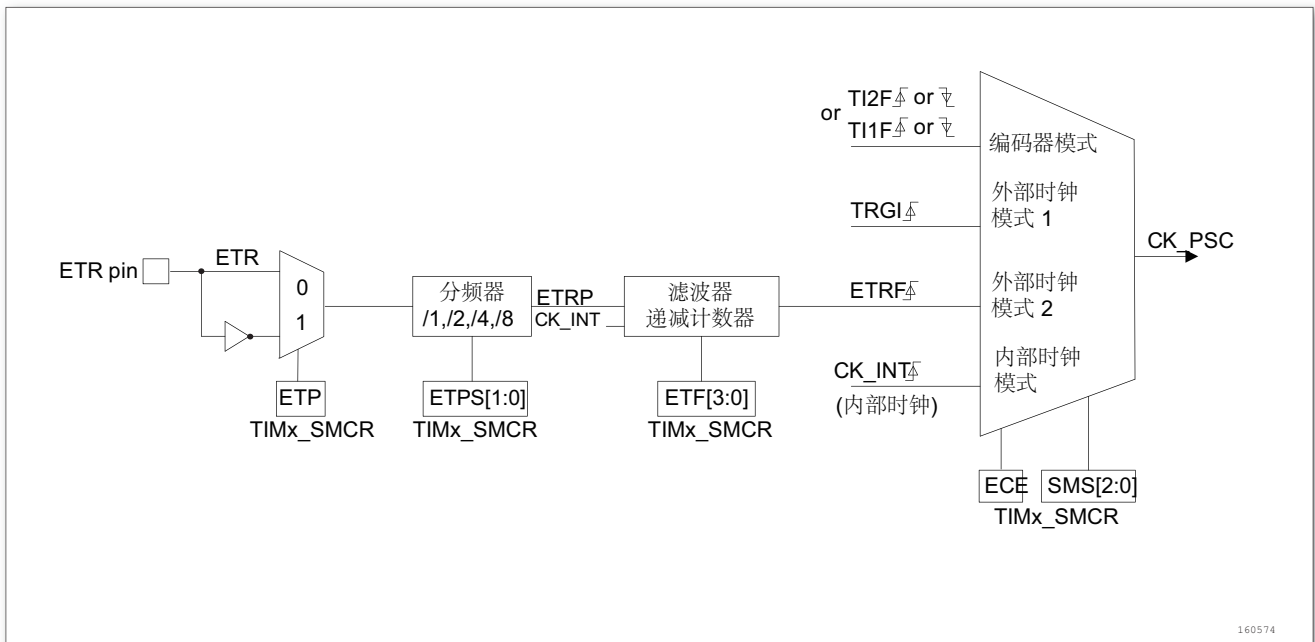 TI2F or
or
TI1F or
编码器模式
外部时钟
模式 1
TRGI
CK_PSC
ETR pin
ETR
0
1
分频器
/1,/2,/4,/8
ETRP
CK_INT
滤波器
递减计数器
ETRF
外部时钟
模式 2
CK_INT
(内部时钟)
内部时钟
模式
ETP
TIMx_SMCR
ETPS[1:0]
TIMx_SMCR
ETF[3:0]
TIMx_SMCR
ECE
SMS[2:0]
TIMx_SMCR
160574